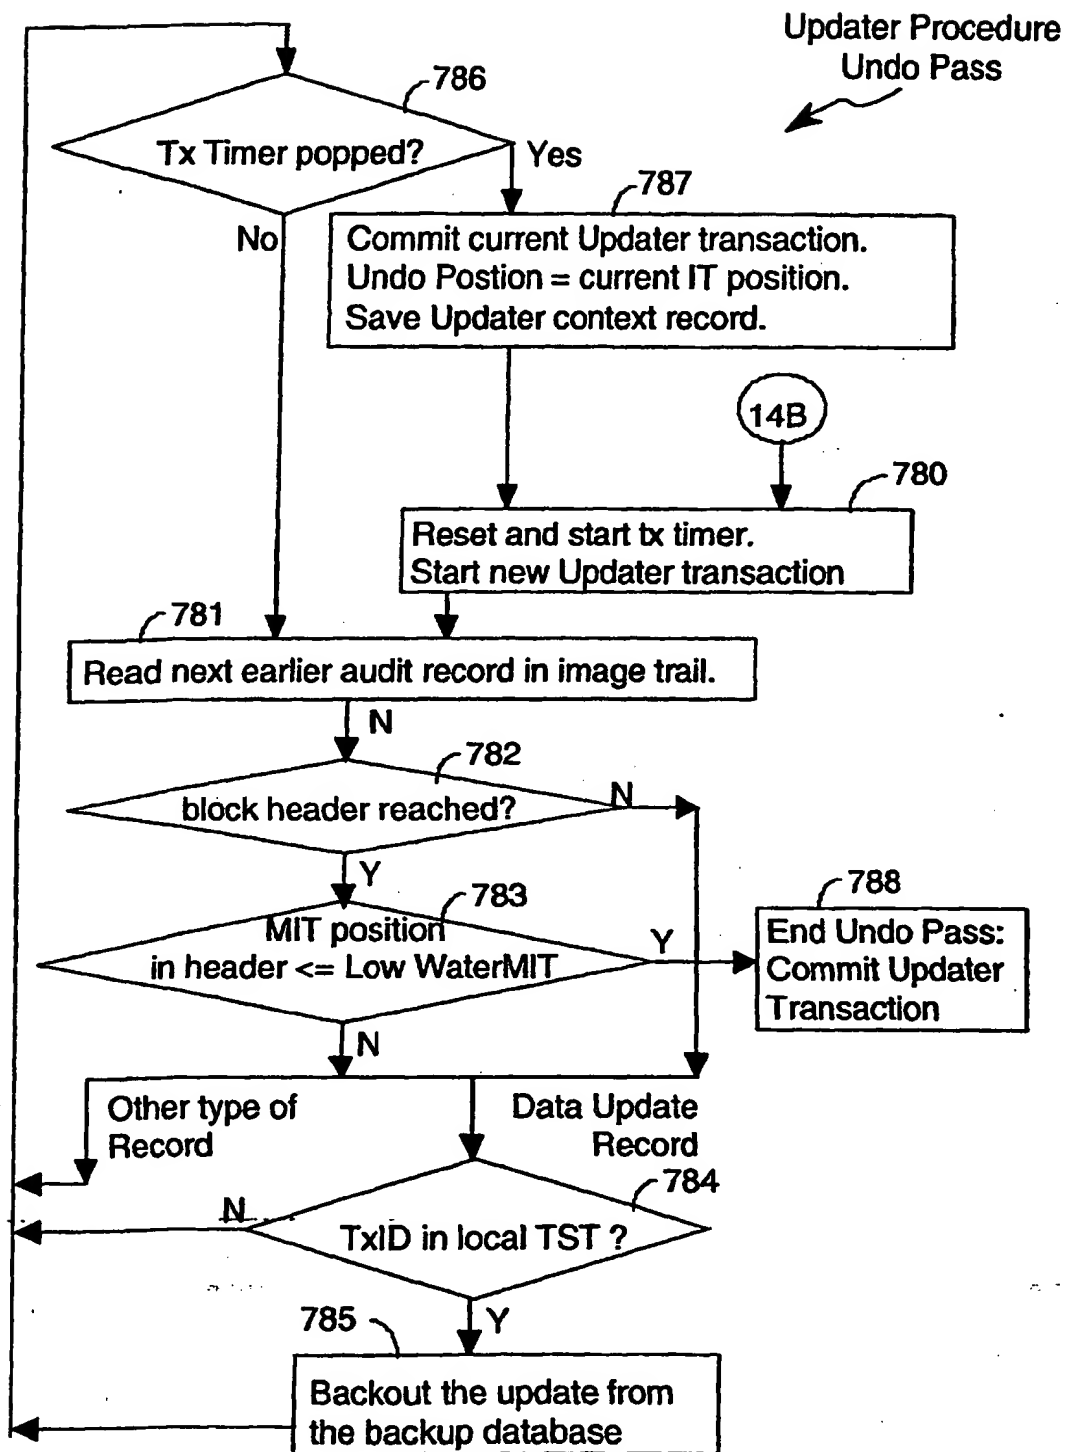 Updater Procedure
Undo Pass
786
Tx Timer popped?
Yes
787
No
Commit current Updater transaction.
Undo Postion = current IT position.
Save Updater context record.
14B
780
Reset and start tx timer.
Start new Updater transaction
781
Read next earlier audit record in image trail.
N
782
block header reached?
N
Y
783
788
MIT position
in header <= Low WaterMIT
Y
End Undo Pass:
Commit Updater
Transaction
N
Other type of
Record
Data Update
Record
784
N
TxID in local TST ?
785
Y
Backout the update from
the backup database